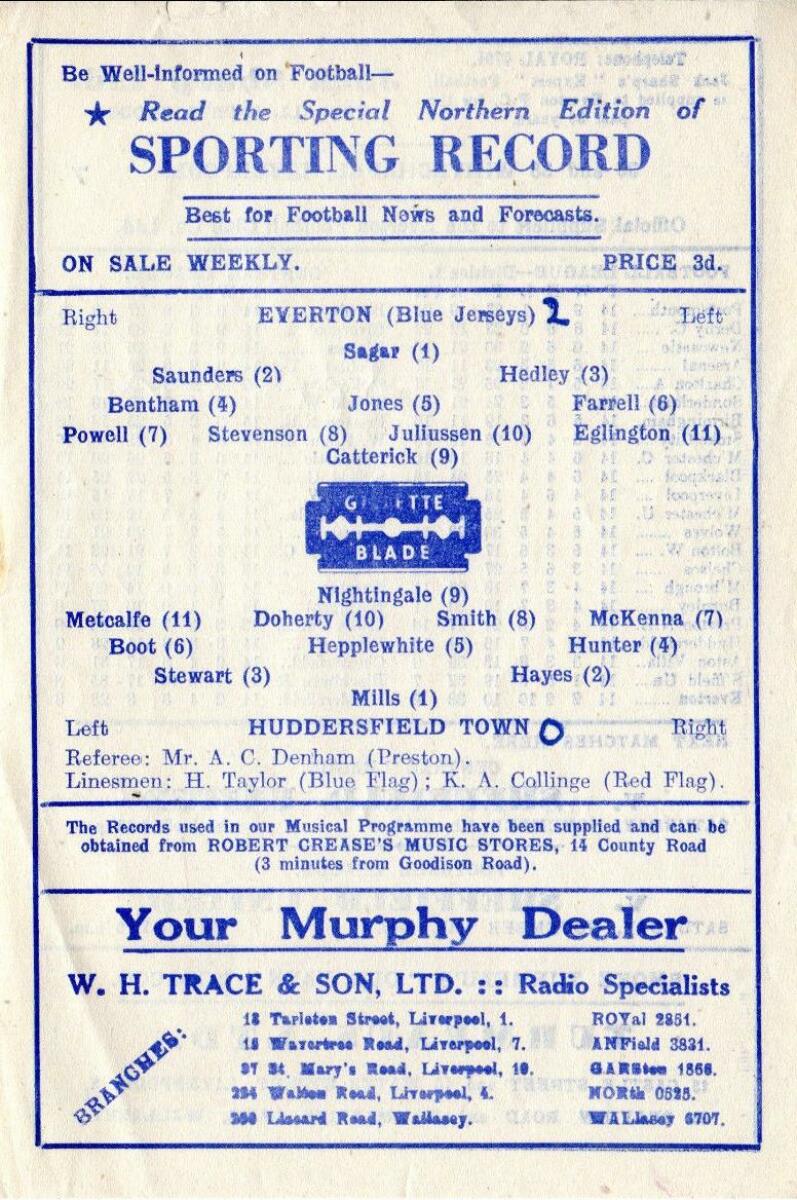 Be Well-informed on Football—
★ Read the Special Northern Edition of
SPORTING RECORD
Best for Football News and Forecasts.
ON SALE WEEKLY. PRICE 3d.
Right EVERTON (Blue Jerseys) 2 Left
Sagar (1)
Saunders (2) Hedley (3)
Bentham (4) Jones (5) Farrell (6)
Powell (7) Stevenson (8) Juliussen (10) Eglington (11)
Catterick (9)
GILLETTE
BLADE
Nightingale (9)
Metcalfe (11) Doherty (10) Smith (8) McKenna (7)
Boot (6) Hepplewhite (5) Hunter (4)
Stewart (3) Hayes (2)
Mills (1)
Left HUDDERSFIELD TOWN 0 Right
Referee: Mr. A. C. Denham (Preston).
Linesmen: H. Taylor (Blue Flag); K. A. Collinge (Red Flag).
The Records used in our Musical Programme have been supplied and can be
obtained from ROBERT CREASE'S MUSIC STORES, 14 County Road
(3 minutes from Goodison Road).
Your Murphy Dealer
W. H. TRACE & SON, LTD. :: Radio Specialists
BRANCHES:
Tarleton Street, Liverpool, 1. ROYal 2851.
Wavertree Road, Liverpool, 7. ANField 3831.
St. Mary's Road, Liverpool, 19. GARston
Walton Road, Liverpool, 4. NORth 0525.
Liscard Road, Wallasey. WALlasey 6707.